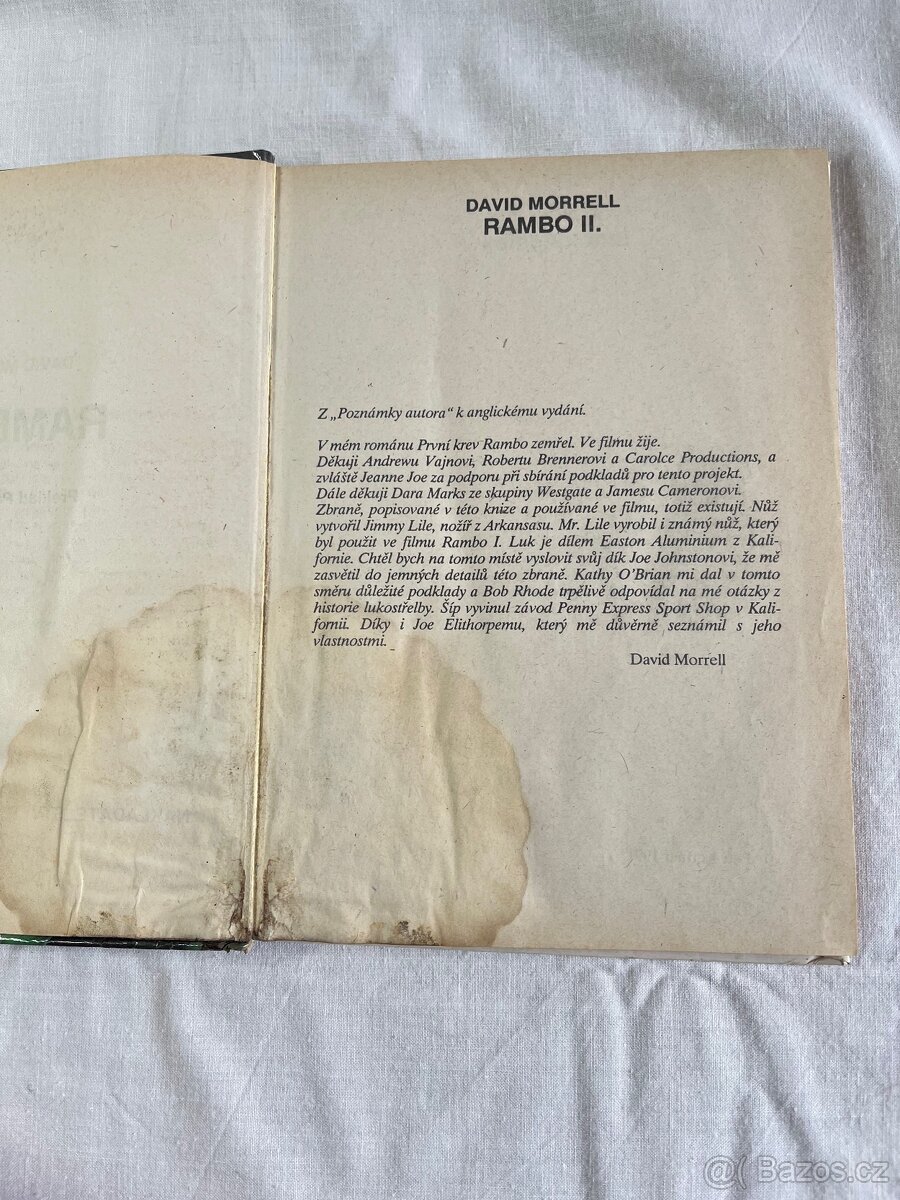 DAVID MORRELL
RAMBO II.
Z „Poznámky autora“ k anglickému vydání.
V mém románu První krev Rambo zemřel. Ve filmu žije.
Děkuji Andrewu Vajnovi, Robertu Brennerovi a Carolce Productions, a
zvláště Jeanne Joe za podporu při sbírání podkladů pro tento projekt.
Dále děkuji Dara Marks ze skupiny Westgate a Jamesu Cameronovi.
Zbraně, popisované v této knize a používané ve filmu, totiž existují. Nůž
vytvořil Jimmy Lile, nožíř z Arkansasu. Mr. Lile vyrobil i známý nůž, který
byl použit ve filmu Rambo I. Luk je dílem Easton Aluminium z Kali-
fornie. Chtěl bych na tomto místě vyslovit svůj dík Joe Johnstonovi, že mě
zasvětil do jemných detailů této zbraně. Kathy O’Brian mi dal v tomto
směru důležité podklady a Bob Rhode trpělivě odpovídal na mé otázky z
historie lukostřelby. Šíp vyvinul závod Penny Express Sport Shop v Kali-
fornii. Díky i Joe Elithorpemu, který mě důvěrně seznámil s jeho
vlastnostmi.
David Morrell
@( Bazos.cz